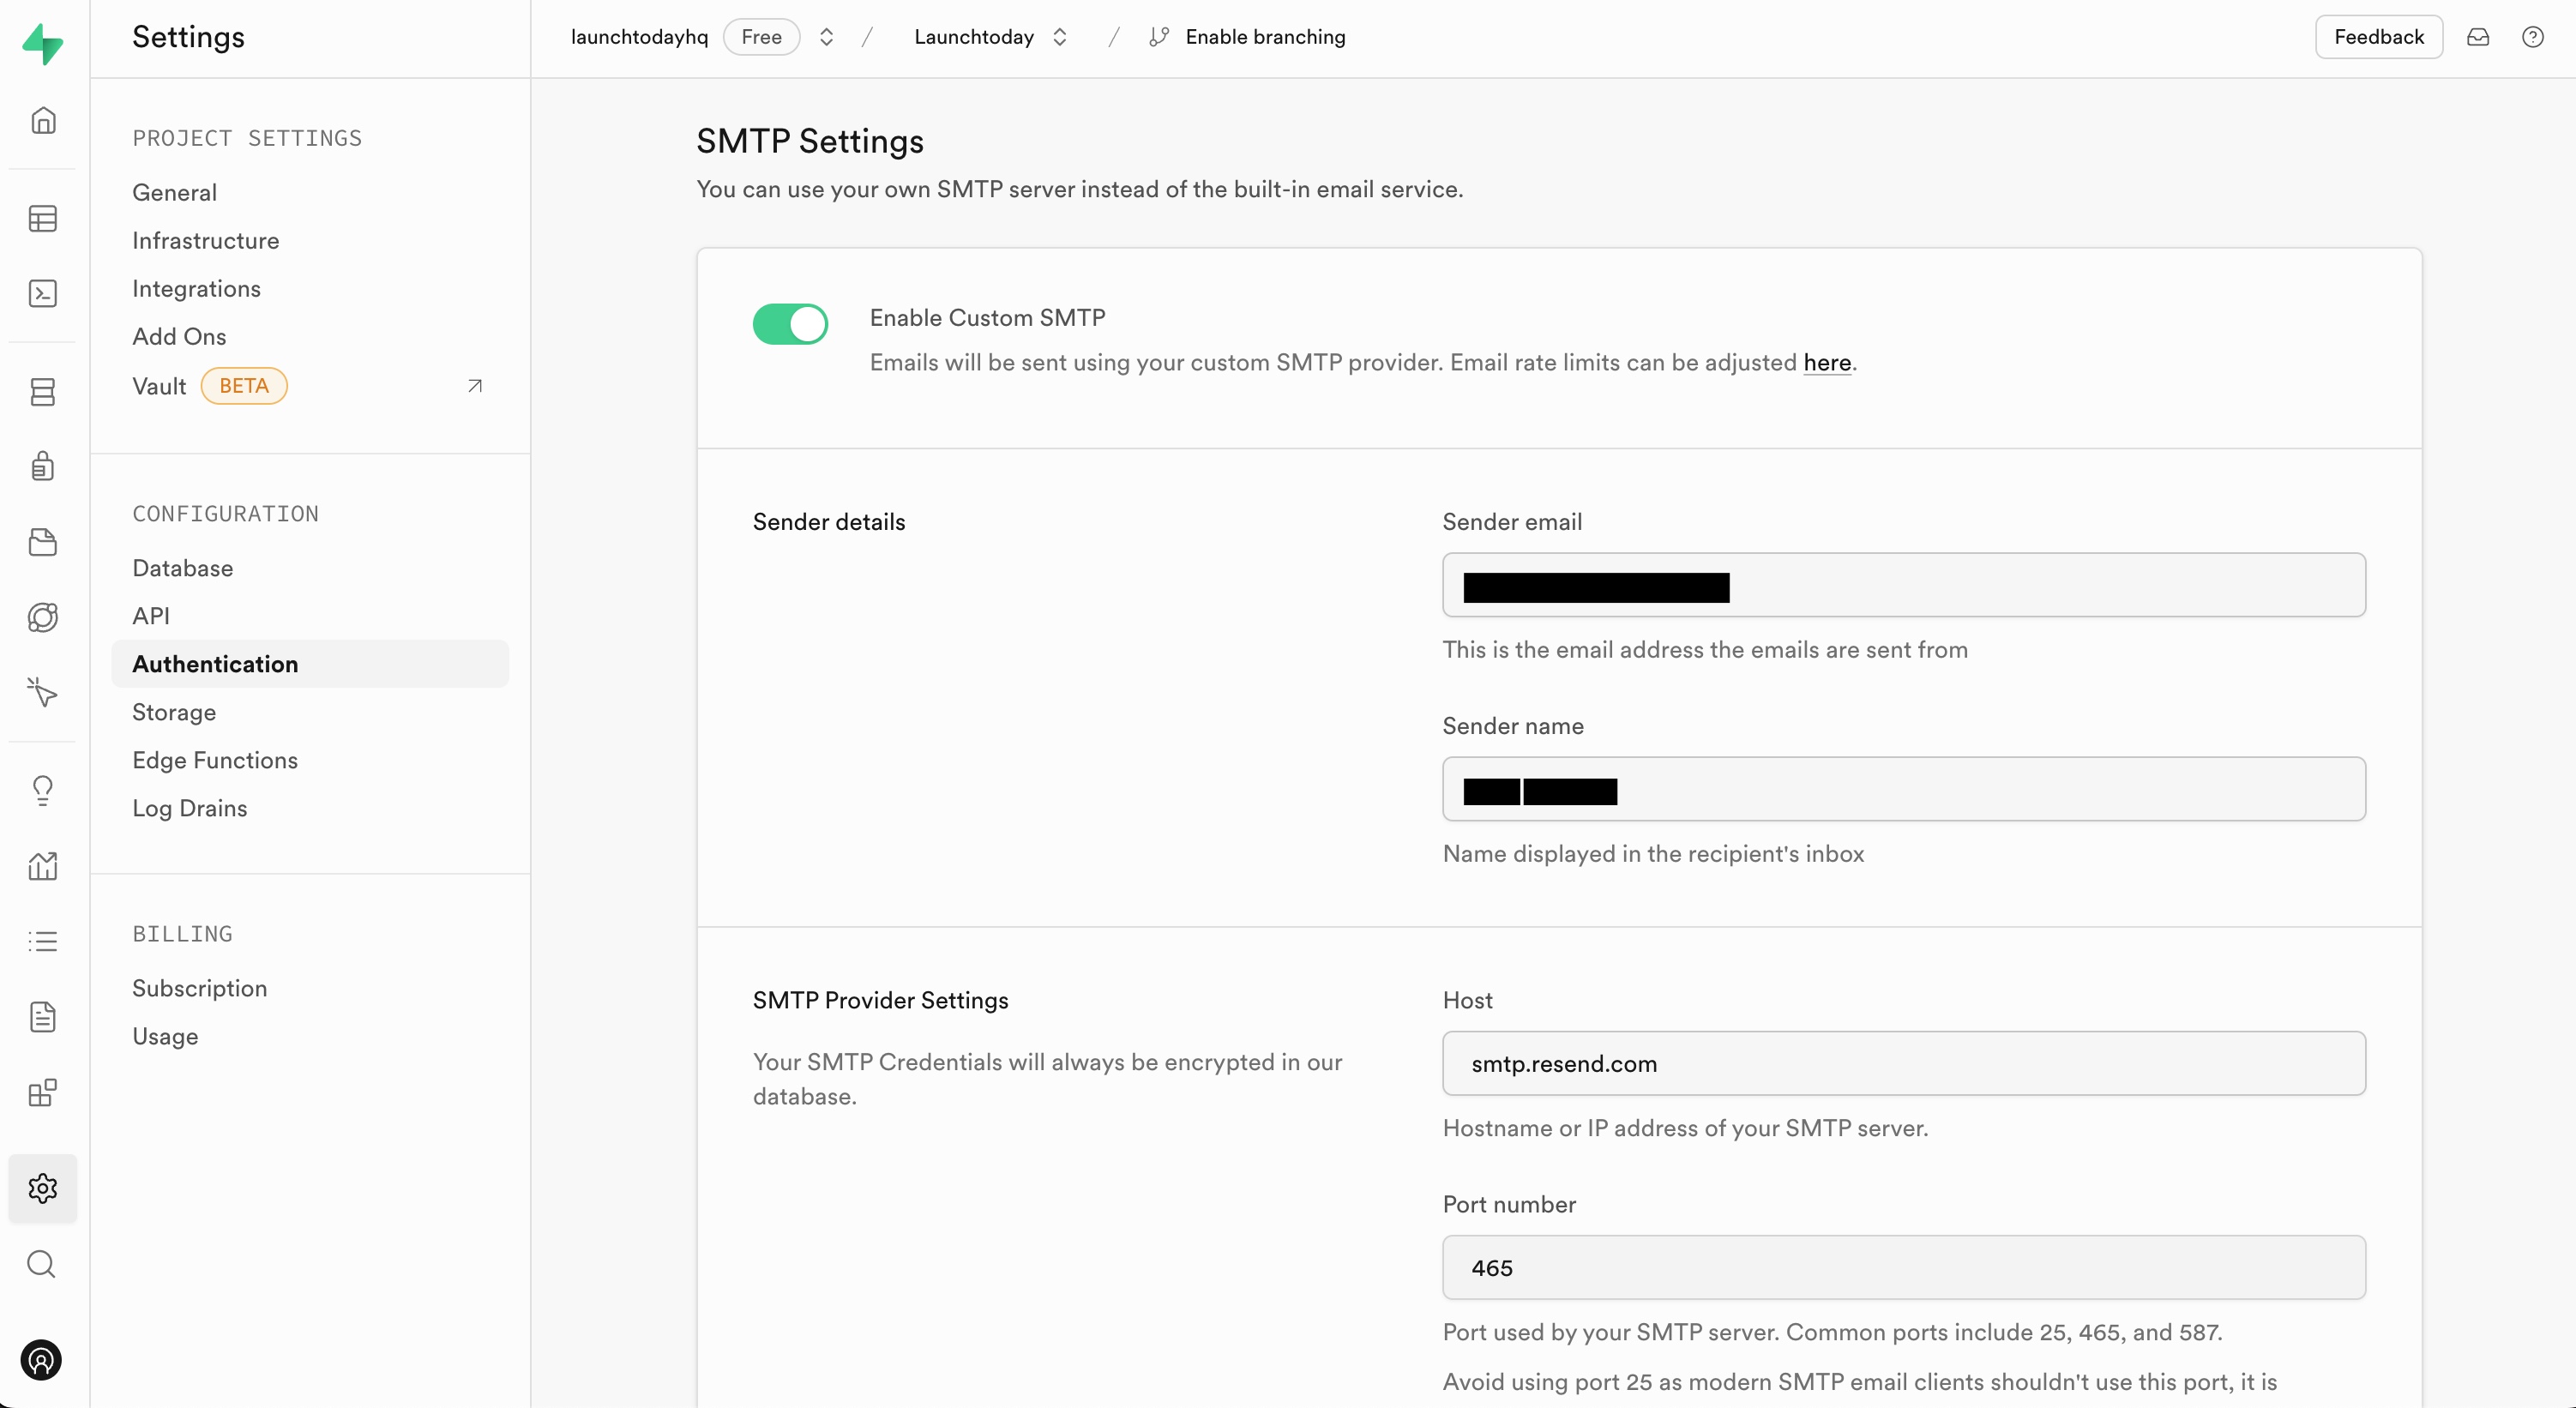 Settings
launchtodayhq Free / Launchtoday / Enable branching
Feedback
PROJECT SETTINGS
General
Infrastructure
Integrations
Add Ons
Vault BETA
CONFIGURATION
Database
API
Authentication
Storage
Edge Functions
Log Drains
BILLING
Subscription
Usage
SMTP Settings
You can use your own SMTP server instead of the built-in email service.
Enable Custom SMTP
Emails will be sent using your custom SMTP provider. Email rate limits can be adjusted here.
Sender details
Sender email
This is the email address the emails are sent from
Sender name
Name displayed in the recipient's inbox
SMTP Provider Settings
Your SMTP Credentials will always be encrypted in our
database.
Host
smtp.resend.com
Hostname or IP address of your SMTP server.
Port number
465
Port used by your SMTP server. Common ports include 25, 465, and 587.
Avoid using port 25 as modern SMTP email clients shouldn't use this port, it is